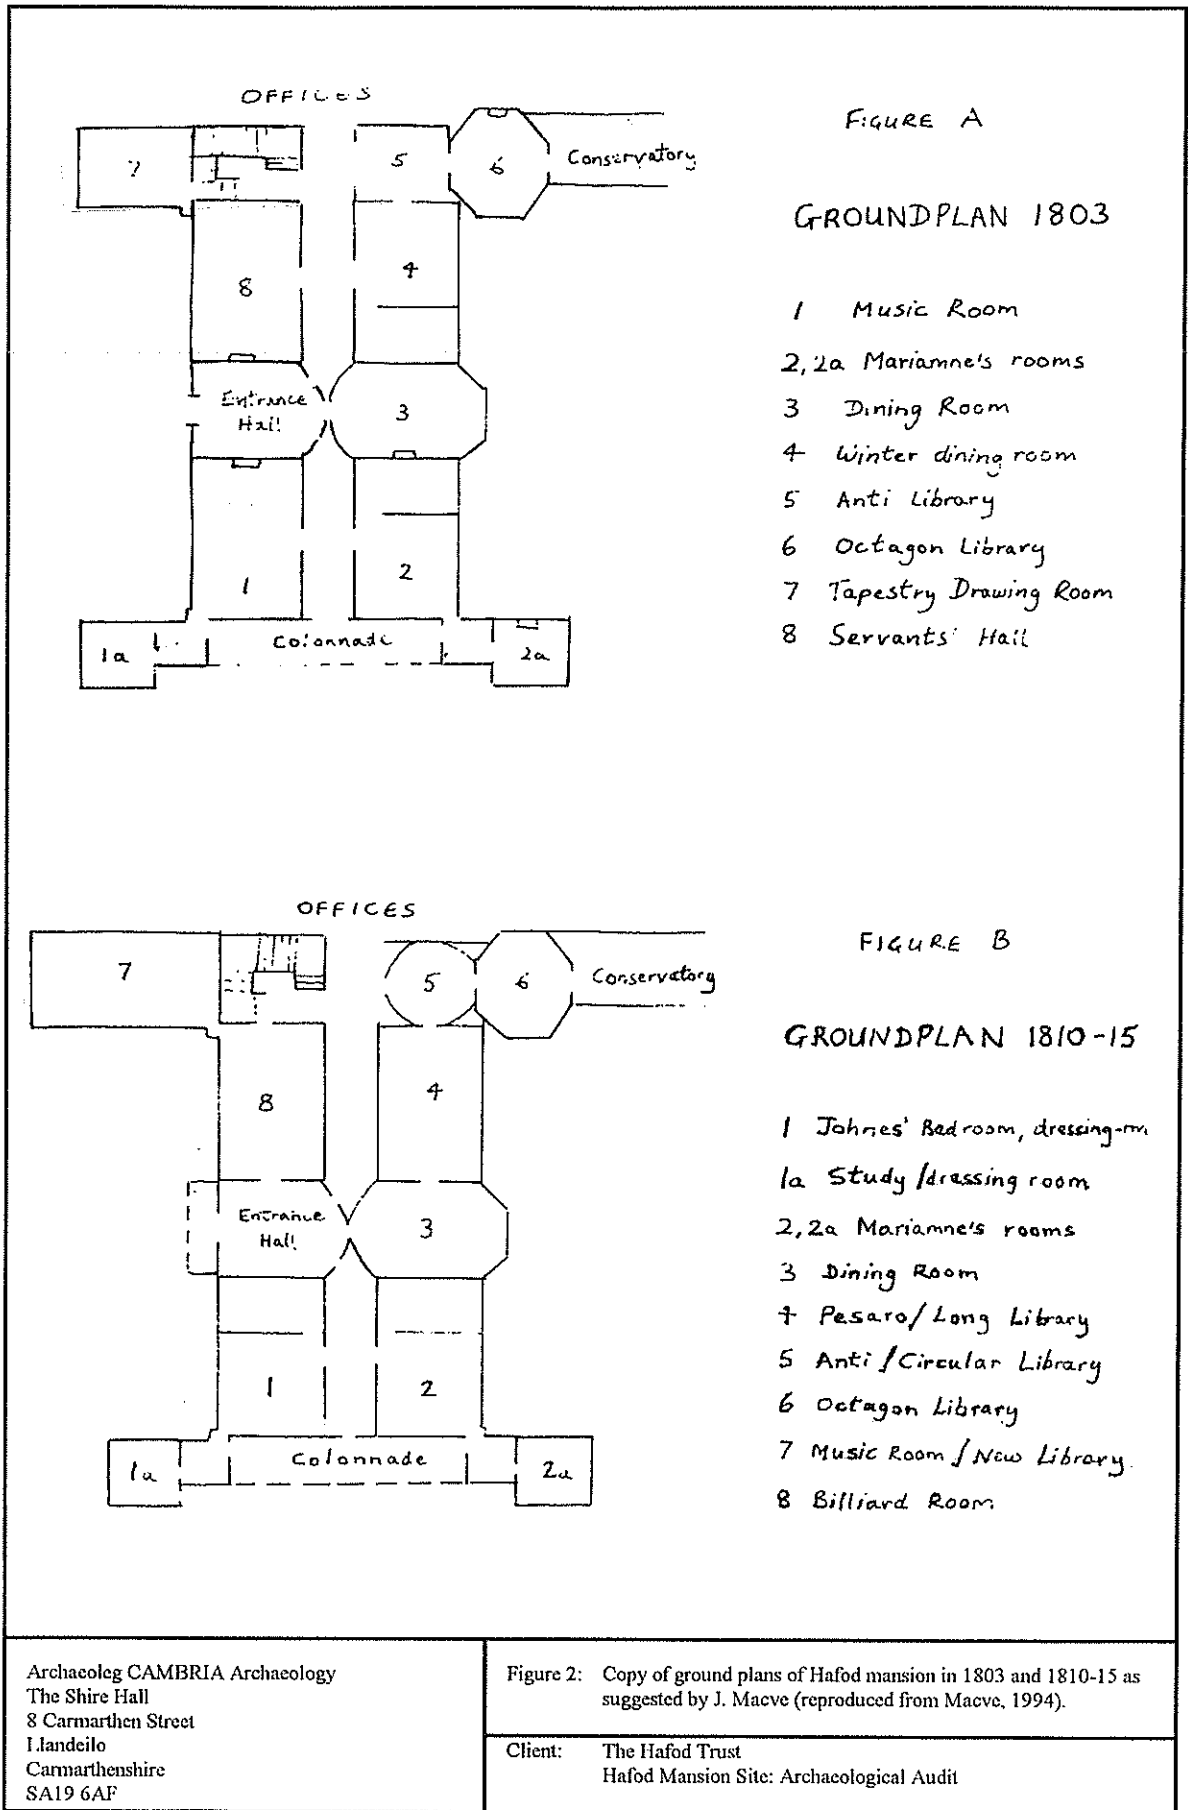 OFFICES
FIGURE A
7
5
6
Conservatory
GROUNDPLAN 1803
8
4
1 Music Room
2, 2a Mariamne's rooms
Entrance
Hall
3
3 Dining Room
4 Winter dining room
5 Anti Library
6 Octagon Library
1
2
7 Tapestry Drawing Room
8 Servants' Hall
1a
Colonnade
2a
OFFICES
FIGURE B
7
5
6
Conservatory
GROUNDPLAN 1810-15
8
4
1 Johnes' Bedroom, dressing-rm
1a Study/dressing room
Entrance
Hall
3
2, 2a Mariamne's rooms
3 Dining Room
4 Pesaro/Long Library
5 Anti/Circular Library
1
2
6 Octagon Library
1a
Colonnade
2a
7 Music Room/New Library
8 Billiard Room
Archaeoleg CAMBRIA Archaeology
The Shire Hall
8 Carmarthen Street
Llandeilo
Carmarthenshire
SA19 6AF
Figure 2: Copy of ground plans of Hafod mansion in 1803 and 1810-15 as
suggested by J. Macve (reproduced from Macve, 1994).
Client: The Hafod Trust
Hafod Mansion Site: Archaeological Audit